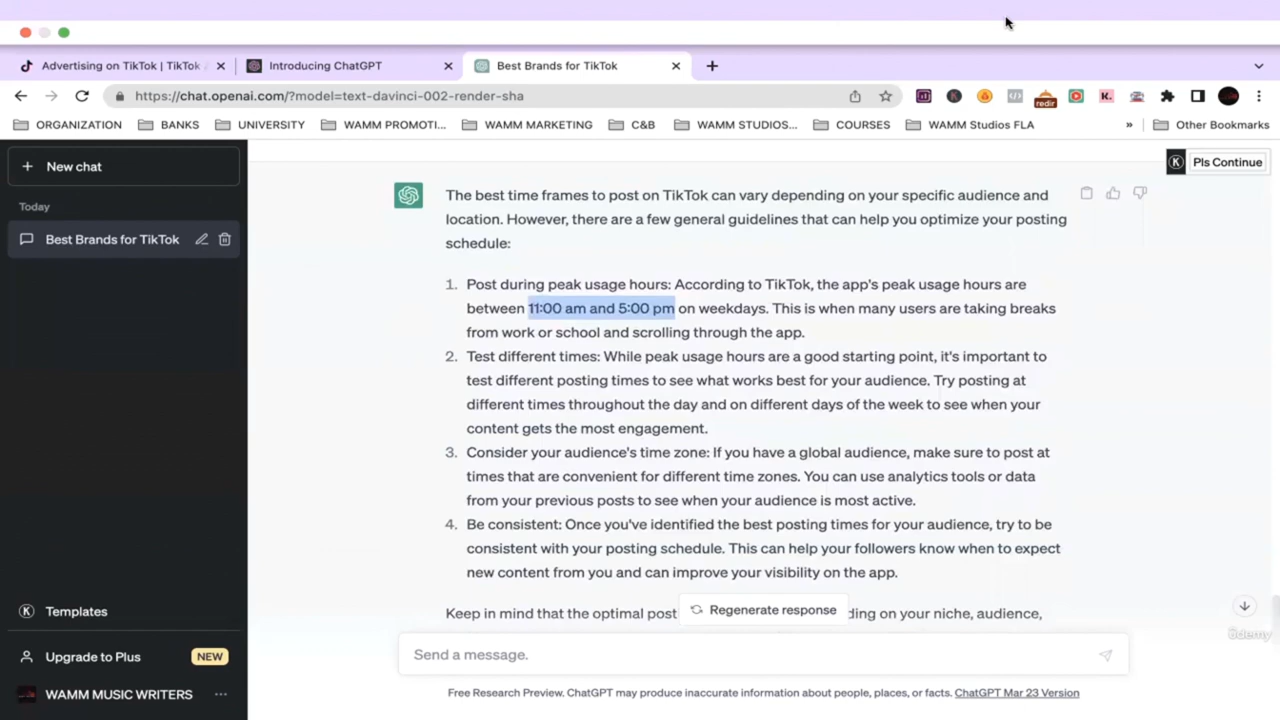 Advertising on TikTok | TikTok A
Introducing ChatGPT
Best Brands for TikTok
https://chat.openai.com/?model=text-davinci-002-render-sha
redir
K.
ORGANIZATION
BANKS
UNIVERSITY
WAMM PROMOTI...
WAMM MARKETING
C&B
WAMM STUDIOS...
COURSES
WAMM Studios FLA
»
Other Bookmarks
+ New chat
K Pls Continue
Today
Best Brands for TikTok
The best time frames to post on TikTok can vary depending on your specific audience and
location. However, there are a few general guidelines that can help you optimize your posting
schedule:
1. Post during peak usage hours: According to TikTok, the app's peak usage hours are
between 11:00 am and 5:00 pm on weekdays. This is when many users are taking breaks
from work or school and scrolling through the app.
2. Test different times: While peak usage hours are a good starting point, it's important to
test different posting times to see what works best for your audience. Try posting at
different times throughout the day and on different days of the week to see when your
content gets the most engagement.
3. Consider your audience's time zone: If you have a global audience, make sure to post at
times that are convenient for different time zones. You can use analytics tools or data
from your previous posts to see when your audience is most active.
4. Be consistent: Once you've identified the best posting times for your audience, try to be
consistent with your posting schedule. This can help your followers know when to expect
new content from you and can improve your visibility on the app.
Keep in mind that the optimal post
Regenerate response
ding on your niche, audience,
K Templates
Upgrade to Plus NEW
WAMM MUSIC WRITERS ...
Send a message.
Free Research Preview. ChatGPT may produce inaccurate information about people, places, or facts. ChatGPT Mar 23 Version
ûdemy